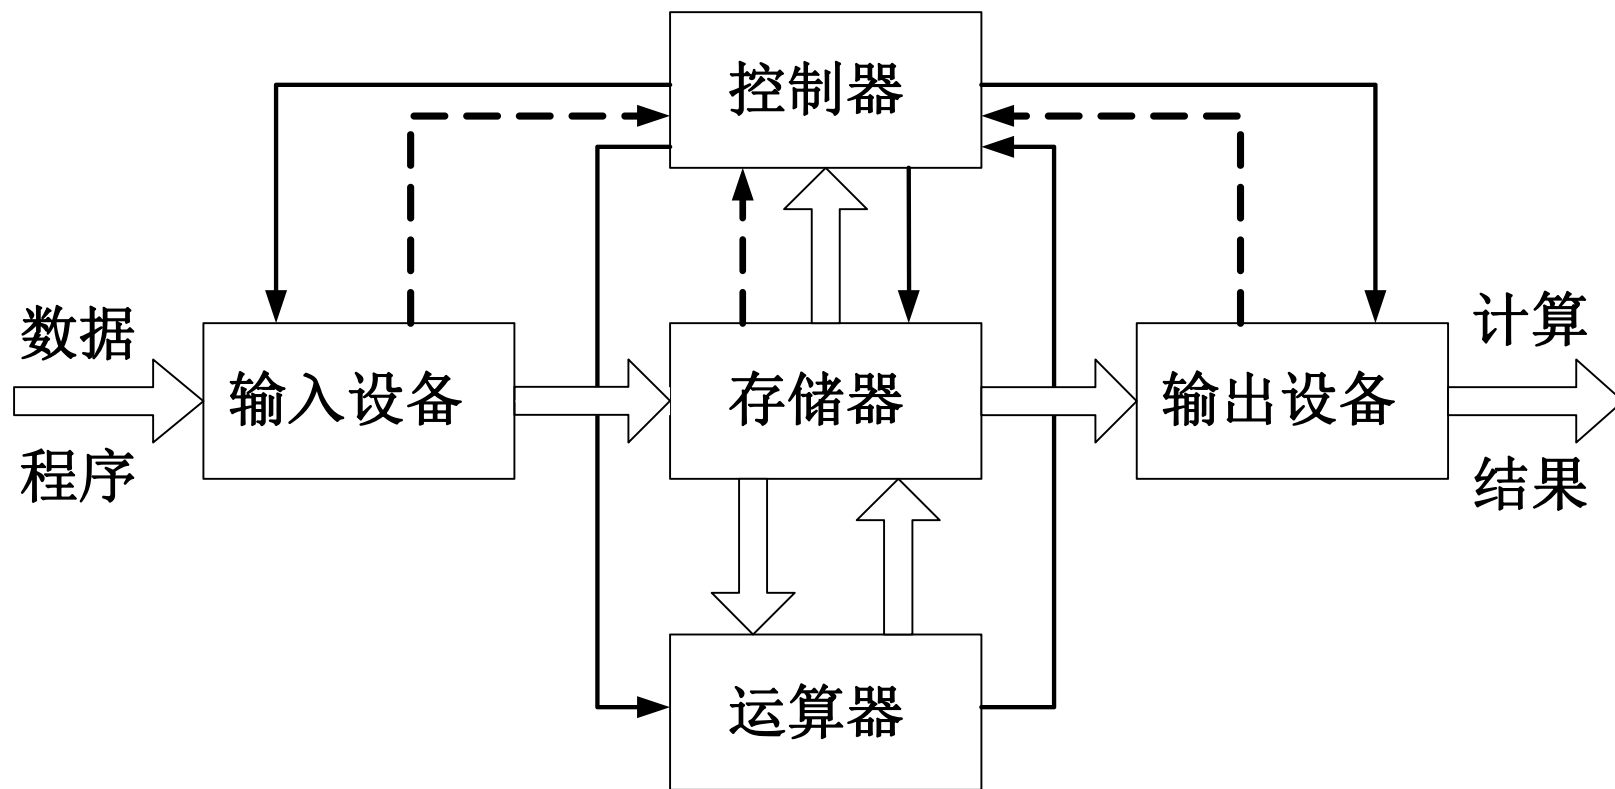 控制器
数据
程序
输入设备
存储器
输出设备
计算
结果
运算器